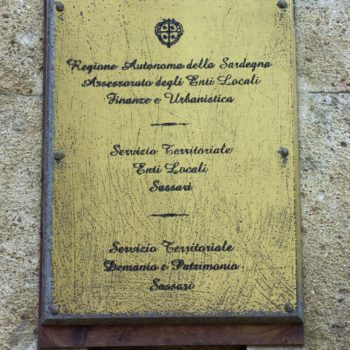 Regione Autonoma della Sardegna
Assessorato degli Enti Locali
Finanze e Urbanistica
Servizio Territoriale
Enti Locali
Sassari
Servizio Territoriale
Demanio e Patrimonio
Sassari